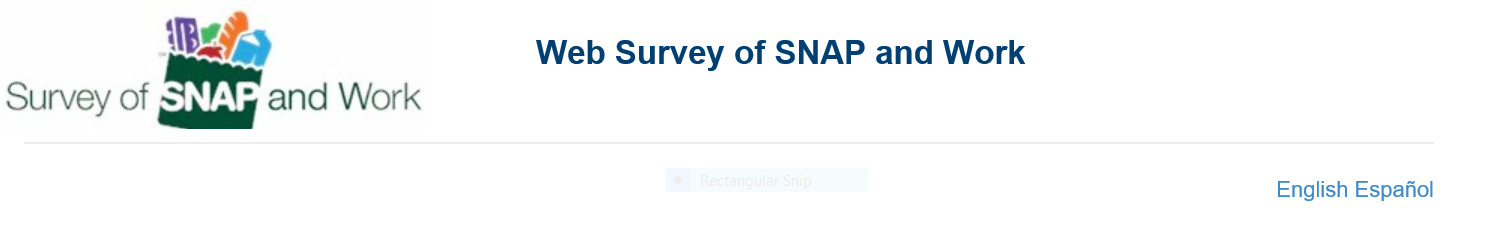 Survey of SNAP and Work
Web Survey of SNAP and Work
Rectangular Snip
English Español